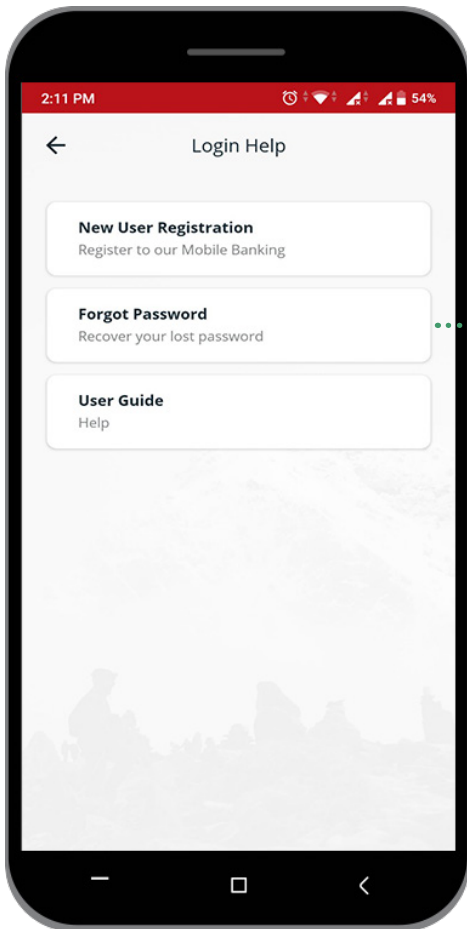 2:11 PM
54%
Login Help
New User Registration
Register to our Mobile Banking
Forgot Password
Recover your lost password
User Guide
Help